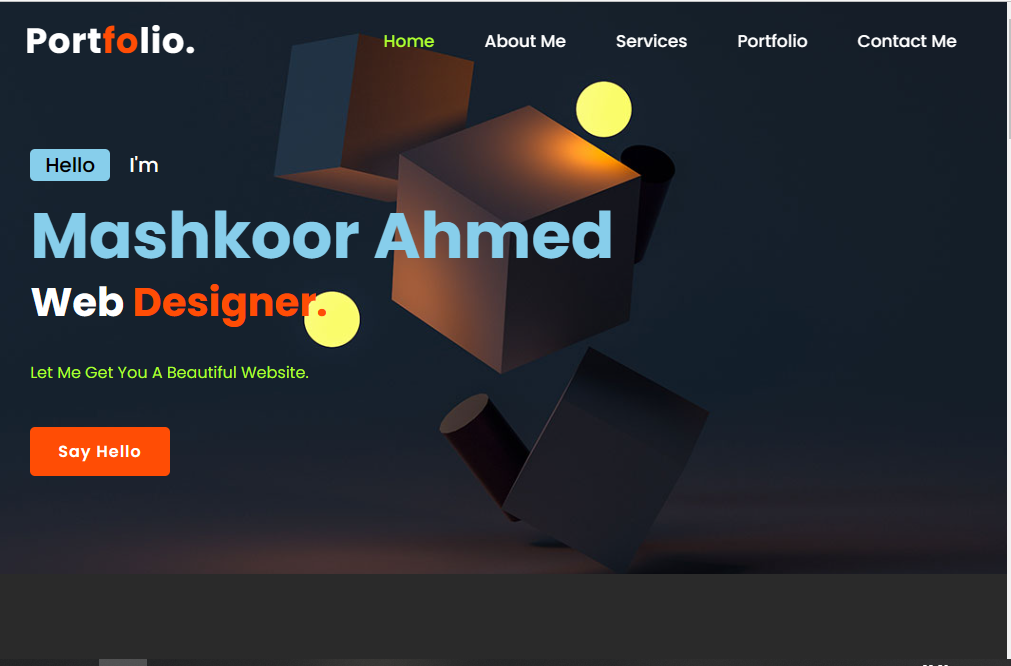 Portfolio.
Home About Me Services Portfolio Contact Me
Hello I'm
Mashkoor Ahmed
Web Designer.
Let Me Get You A Beautiful Website.
Say Hello